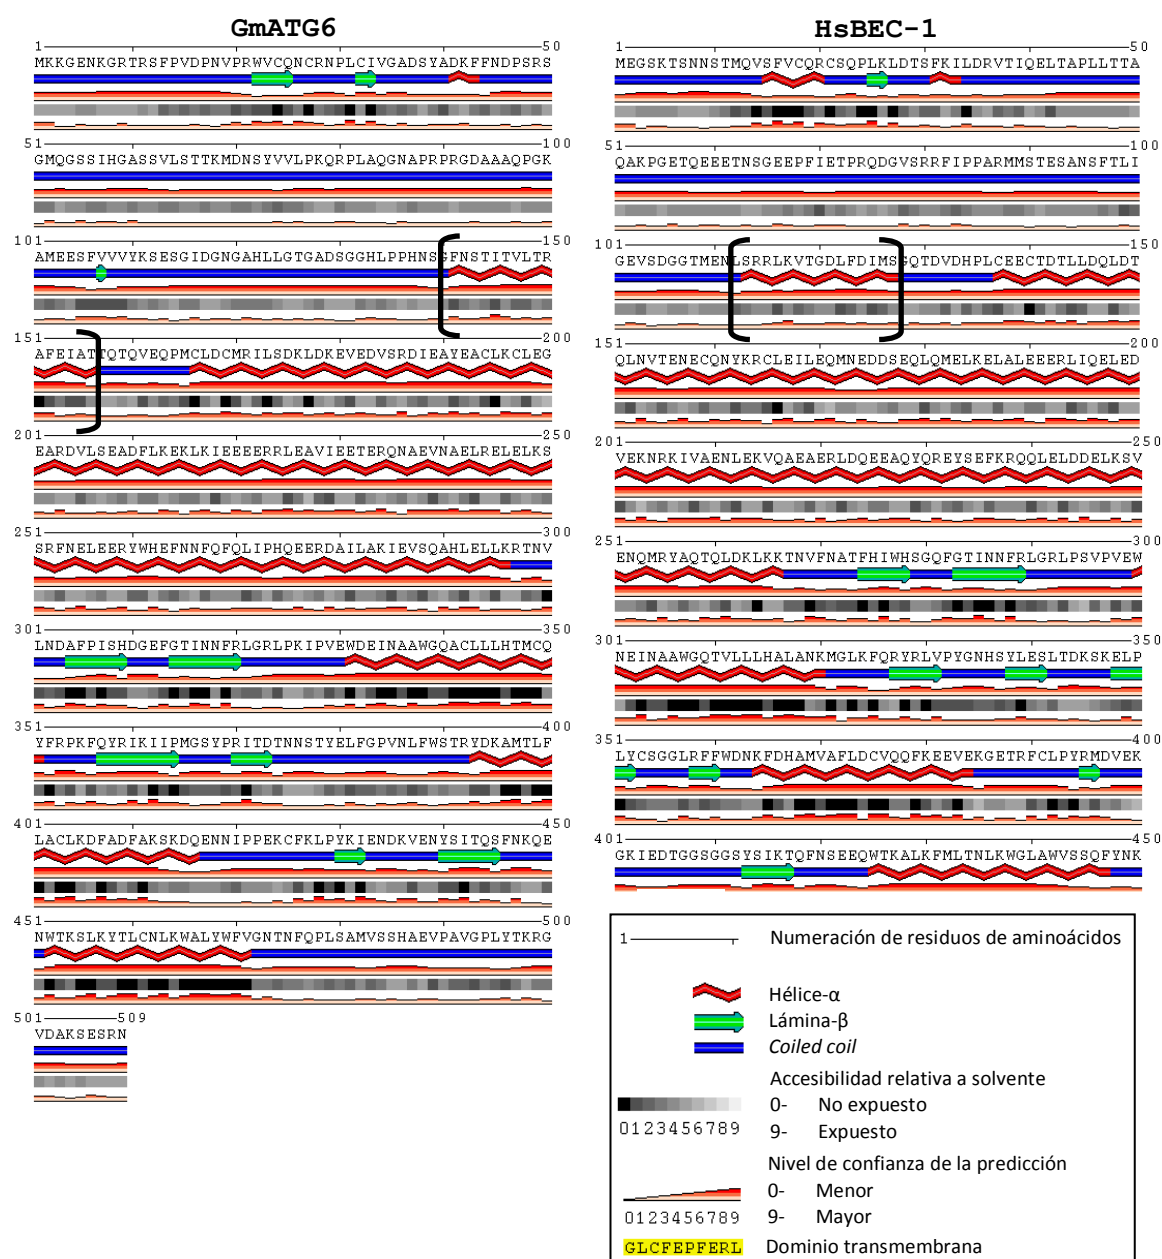 GmATG6
1 50
MKKGENKGRTRSFPVDPNVPRWVCQNCRNPLCIVGADSYADKFFNDPSRS
51 100
GMQGSSIHGASSVLSTTKMDNSYVVLPKQRPLAQGNAPRPRGDAAAQPGK
101 150
AMEESFVVVYKSESGIDGNGAHLLGTGADSGGHLPPHNSGFNSTITVLTR
151 200
AFEIATTQTQVEQPMCLDCMRILSDKLDKEVEDVSRDIEAYEACLKCLEG
201 250
EARDVLSEADFLKEKLKIEEEERRLEAVIEETERQNAEVNAELRELELKS
251 300
SRFNELEERYWHEFNNFQFQLIPHQEERDAILAKIEVSQAHLELLKRTNV
301 350
LNDAFPISHDGEFGTINNFRLGRLPKIPVEWDEINAAWGQACLLLHTMCQ
351 400
YFRPKFQYRIKIIPMGSYPRITDTNNSTYELFGPVNLFWSTRYDKAMTLF
401 450
LACLKDFADFAKSKDQENNIPPEKCFKLPYKIENDKVENYSITQSFNKQE
451 500
NWTKSLKYTLCNLKWALYWFVGNTNFQPLSAMVSSHAEVPAVGPLYTKRG
501 509
VDAKSESRN
HsBEC-1
1 50
MEGSKTSNNSTMQVSFVCQRCSQPLKLDTSFKILDRVTIQELTAPLLTTA
51 100
QAKPGETQEEETNSGEEPFIETPRQDGVSRRFIPPARMMSTESANSFTLI
101 150
GEVSDGGTMENLSRRLKVTGDLFDIMSGQTDVDHPLCEECTDTLLDQLDT
151 200
QLNVTENECQNYKRCLEILEQMNEDDSEQLQMELKELALEEERLIQELED
201 250
VEKNRKIVAENLEKVQAEAERLDQEEAQYQREYSEFKRQQLELDDELKSV
251 300
ENQMRYAQTQLDKLKKTNVFNATFHIWHSGQFGTINNFRLGRLPSVPVEW
301 350
NEINAAWGQTVLLLHALANKMGLKFQRYRLVPYGNHSYLESLTDKSKELP
351 400
LYCSGGLRFFWDNKFDHAMVAFLDCVQQFKEEVEKGETRFCLPYRMDVEK
401 450
GKIEDTGGSGGSYSIKTQFNSEEQWTKALKFMLTNLKWGLAWVSSQFYNK
1 Numeración de residuos de aminoácidos
Hélice-α
Lámina-β
Coiled coil
Accesibilidad relativa a solvente
0- No expuesto
0123456789 9- Expuesto
Nivel de confianza de la predicción
0- Menor
0123456789 9- Mayor
GLCFEPFERL Dominio transmembrana